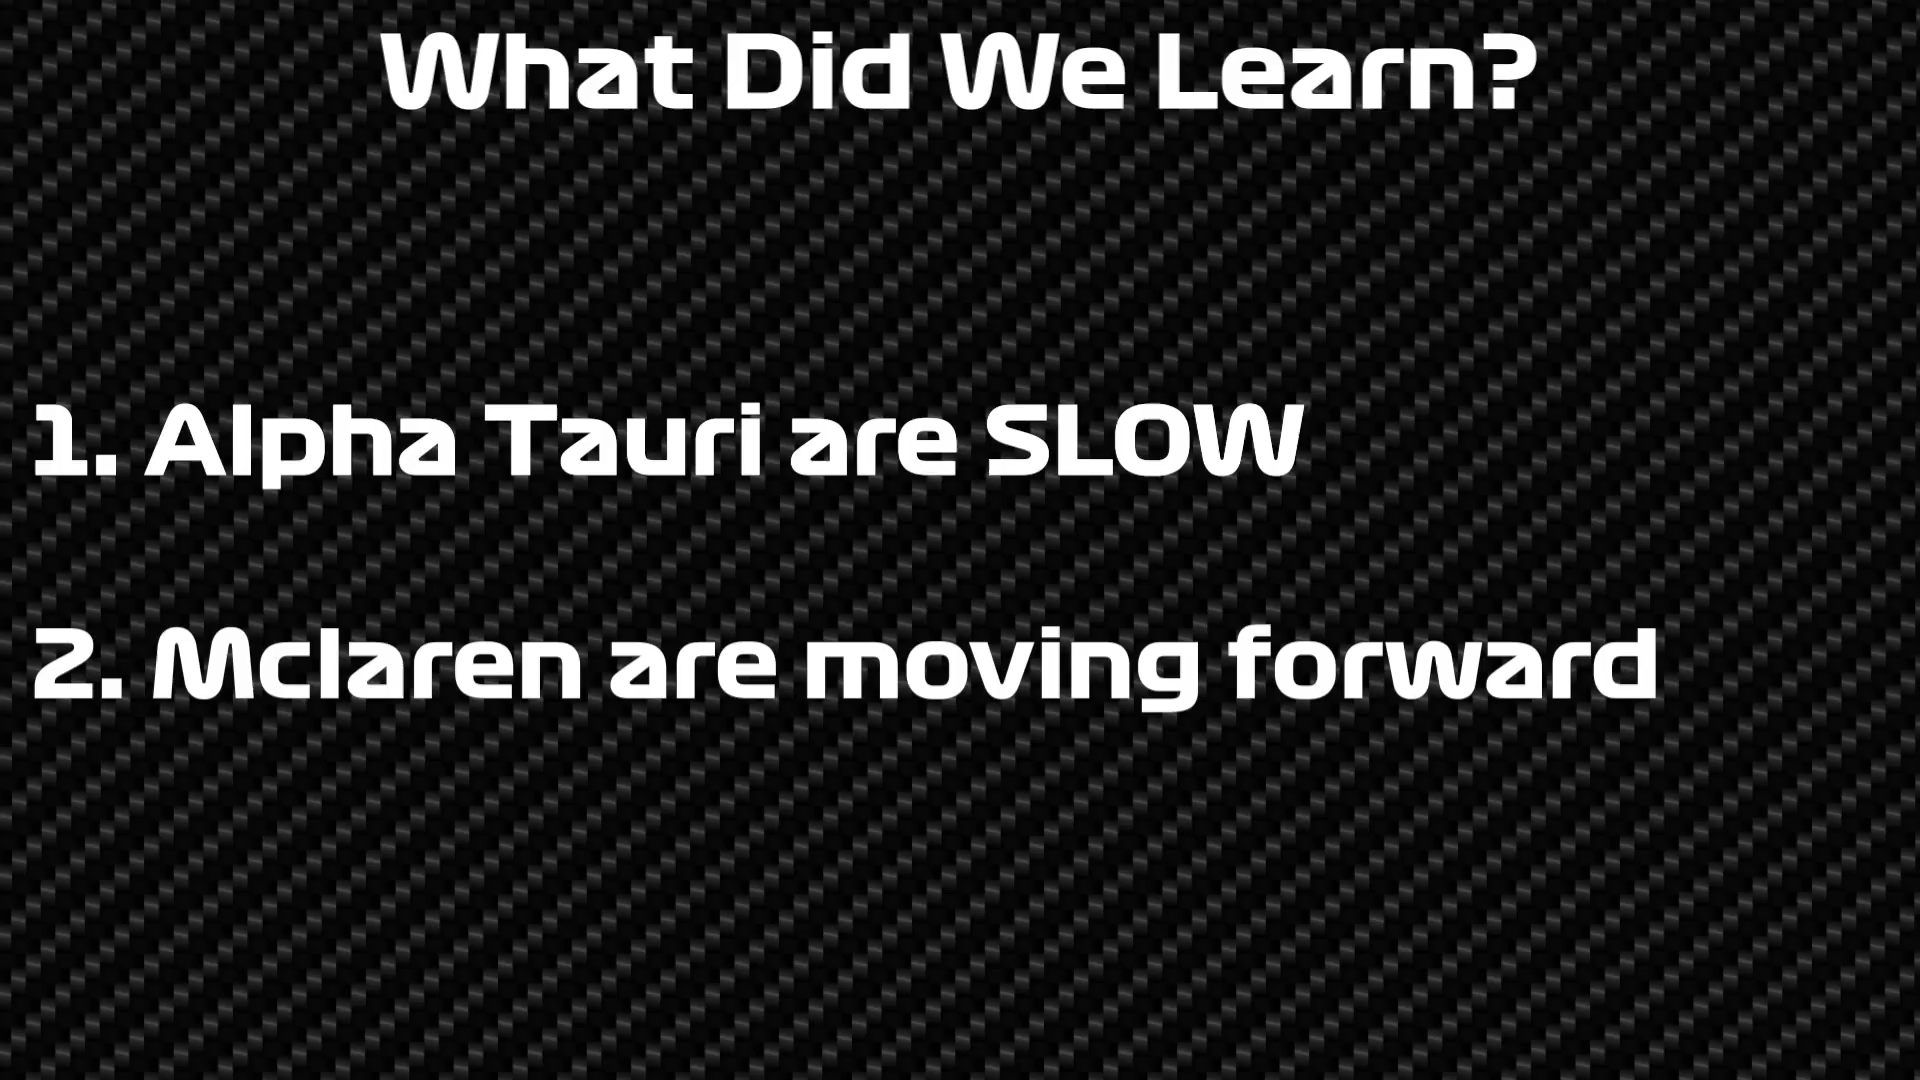 What Did We Learn?
1. Alpha Tauri are SLOW
2. Mclaren are moving forward